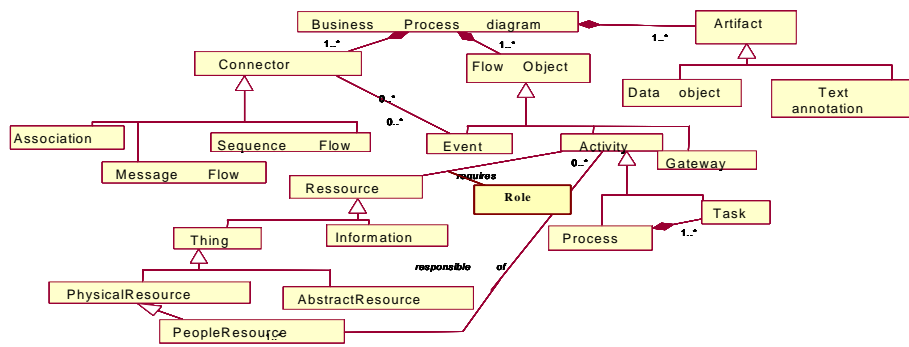 Business Process diagram
Artifact
1..*
1..*
1..*
Connector
Flow Object
Data object
Text
annotation
0..*
0..*
Association
Sequence Flow
Event
Activity
Gateway
Message Flow
0..*
requires
Ressource
Role
Task
Thing
Information
Process
1..*
responsible of
PhysicalResource
AbstractResource
PeopleResource
1..*